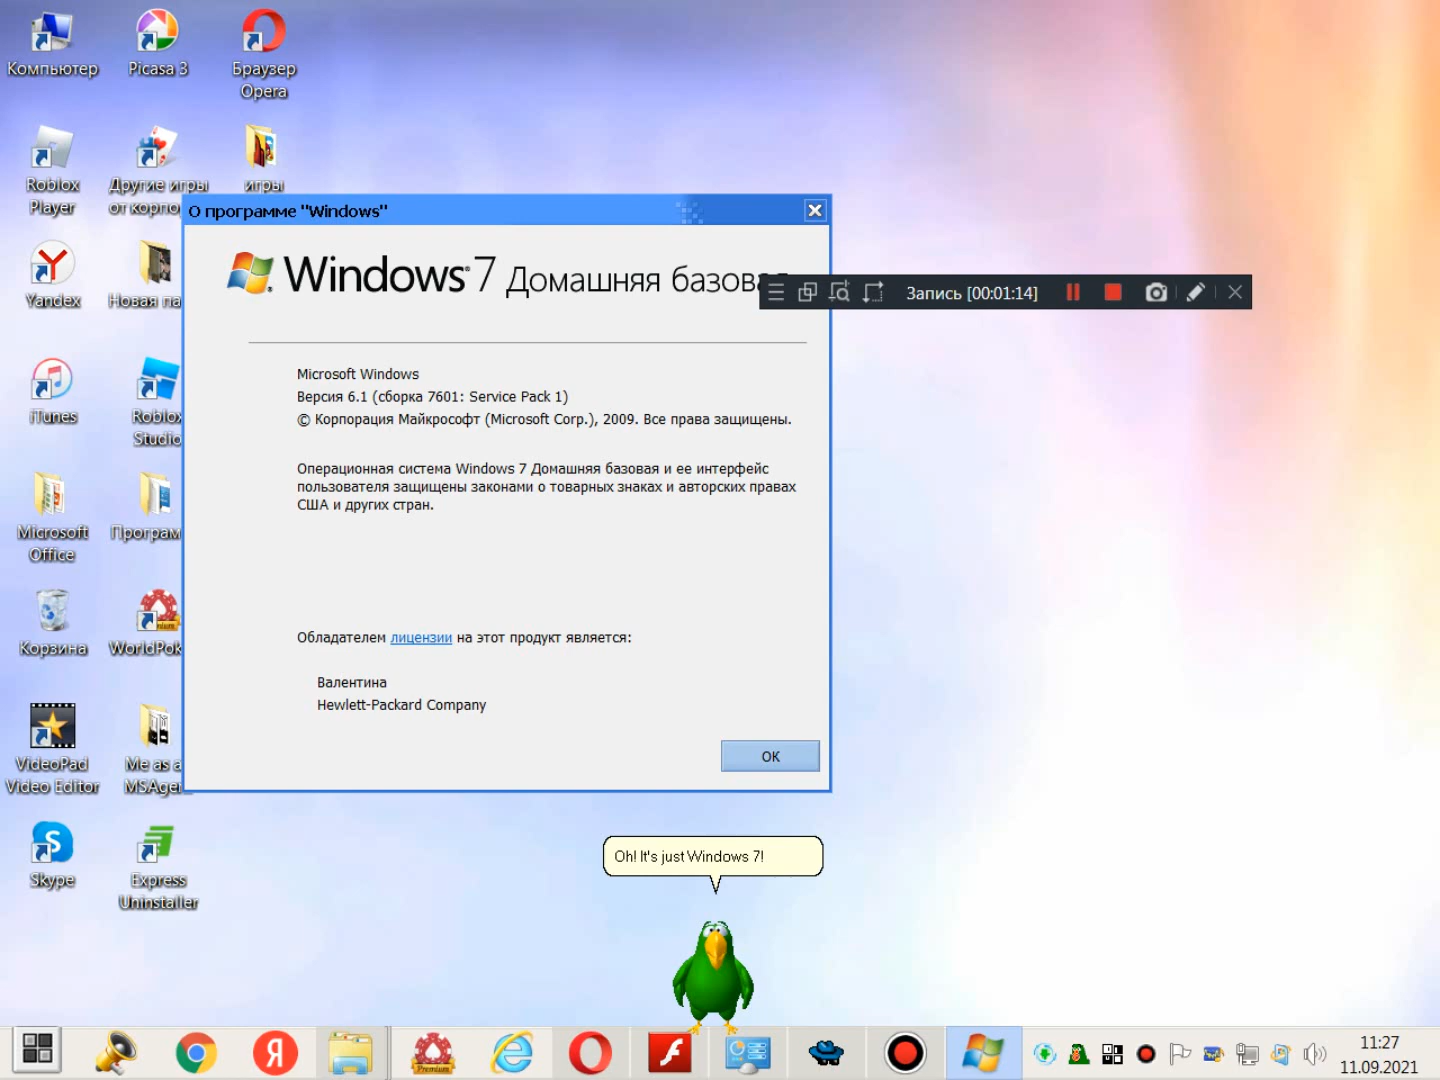 Компьютер
Picasa 3
Браузер
Opera
Roblox
Player
Другие игры
от корпо
игры
Yandex
Новая па
iTunes
Roblox
Studio
Microsoft
Office
Програм
Корзина
WorldPok
VideoPad
Video Editor
Me as a
MSAgen
Skype
Express
Uninstaller
О программе "Windows"
Windows 7 Домашняя базовая
Запись [00:01:14]
Microsoft Windows
Версия 6.1 (сборка 7601: Service Pack 1)
© Корпорация Майкрософт (Microsoft Corp.), 2009. Все права защищены.
Операционная система Windows 7 Домашняя базовая и ее интерфейс
пользователя защищены законами о товарных знаках и авторских правах
США и других стран.
Обладателем лицензии на этот продукт является:
Валентина
Hewlett-Packard Company
ОК
Oh! It's just Windows 7!
Я
Premium
11:27
11.09.2021